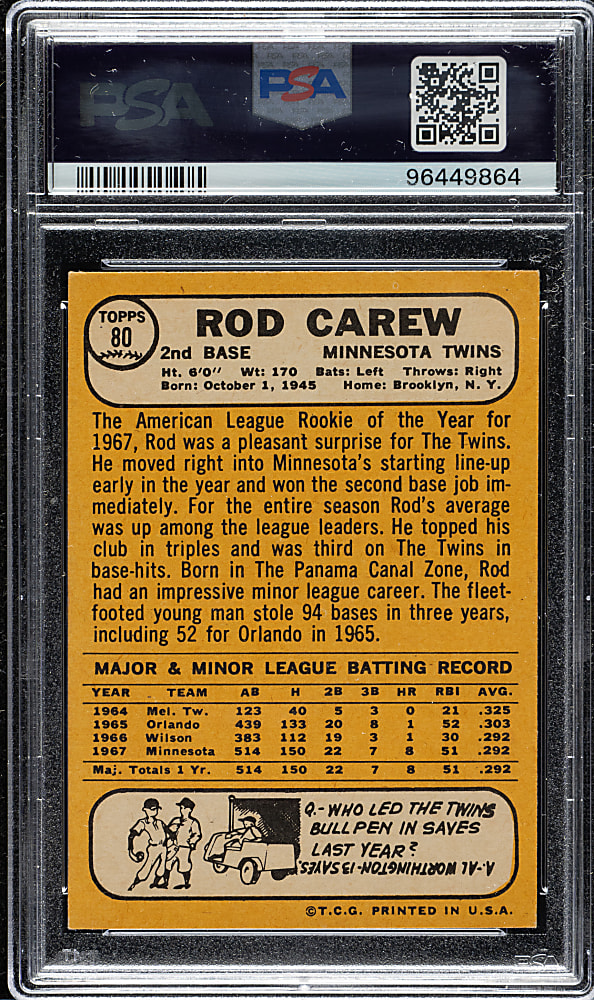 PSA
PSA
96449864
TOPPS
80
ROD CAREW
2nd BASE MINNESOTA TWINS
Ht. 6'0" Wt: 170 Bats: Left Throws: Right
Born: October 1, 1945 Home: Brooklyn, N. Y.
The American League Rookie of the Year for
1967, Rod was a pleasant surprise for The Twins.
He moved right into Minnesota's starting line-up
early in the year and won the second base job im-
mediately. For the entire season Rod's average
was up among the league leaders. He topped his
club in triples and was third on The Twins in
base-hits. Born in The Panama Canal Zone, Rod
had an impressive minor league career. The fleet-
footed young man stole 94 bases in three years,
including 52 for Orlando in 1965.
MAJOR & MINOR LEAGUE BATTING RECORD
YEAR TEAM AB H 2B 3B HR RBI AVG.
1964 Mel. Tw. 123 40 5 3 0 21 .325
1965 Orlando 439 133 20 8 1 52 .303
1966 Wilson 383 112 19 3 1 30 .292
1967 Minnesota 514 150 22 7 8 51 .292
Maj. Totals 1 Yr. 514 150 22 7 8 51 .292
Q.- WHO LED THE TWINS
BULLPEN IN SAVES
LAST YEAR?
A.- AL WORTHINGTON-13 SAVES.
©T.C.G. PRINTED IN U.S.A.
PSA